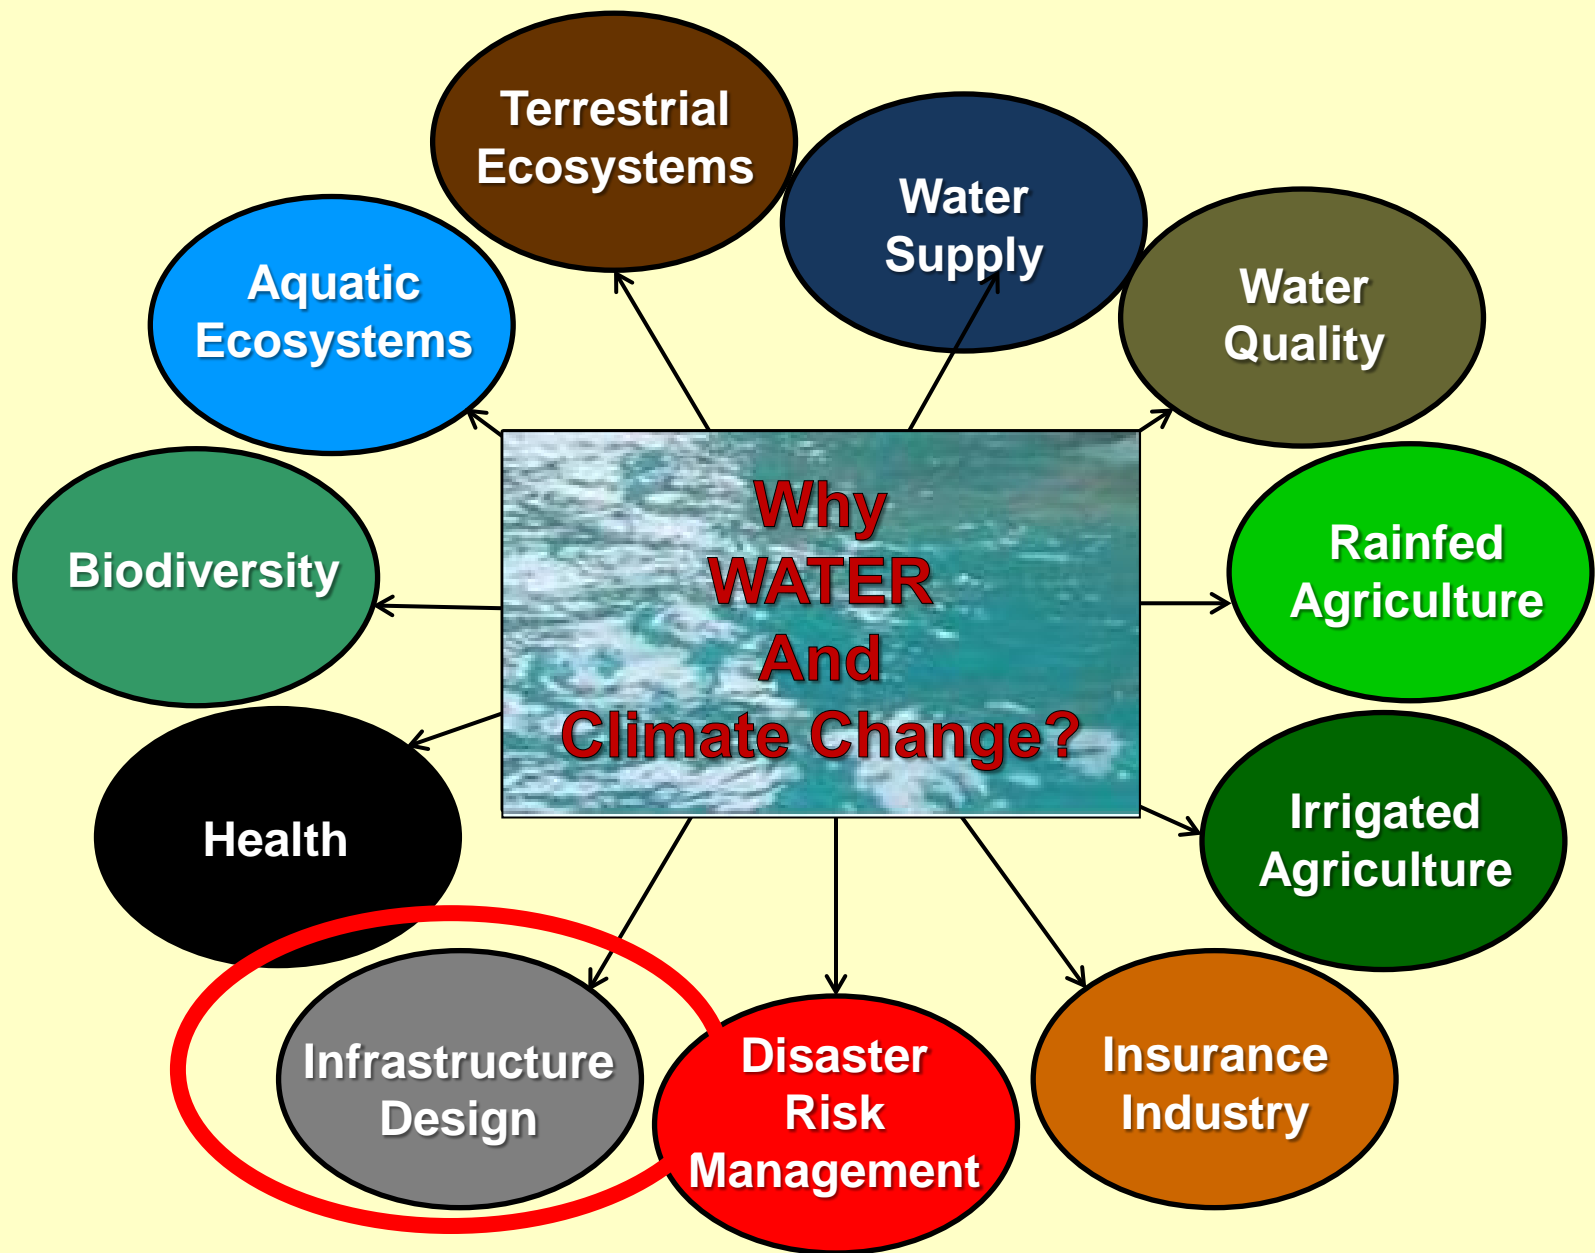 Terrestrial
Ecosystems
Water
Supply
Water
Quality
Aquatic
Ecosystems
Why
WATER
And
Climate Change?
Rainfed
Agriculture
Biodiversity
Irrigated
Agriculture
Health
Infrastructure
Design
Disaster
Risk
Management
Insurance
Industry